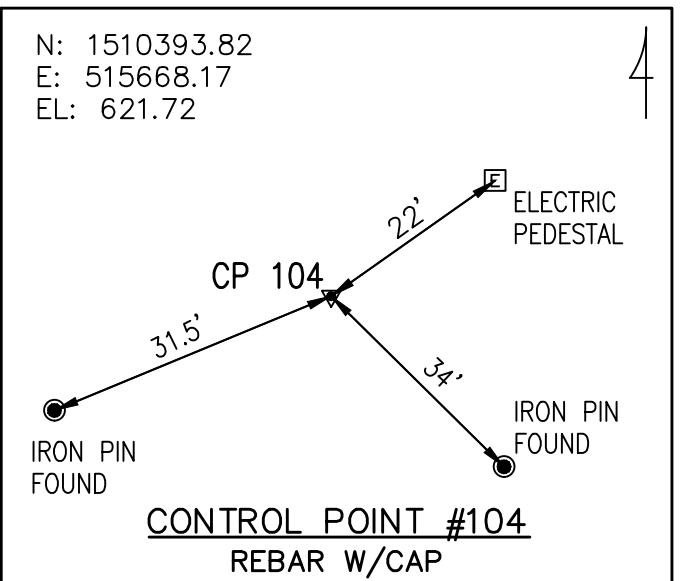 N: 1510393.82
E: 515668.17
EL: 621.72
E
ELECTRIC
PEDESTAL
22'
CP 104
31.5'
34'
IRON PIN
FOUND
IRON PIN
FOUND
CONTROL POINT #104
REBAR W/CAP